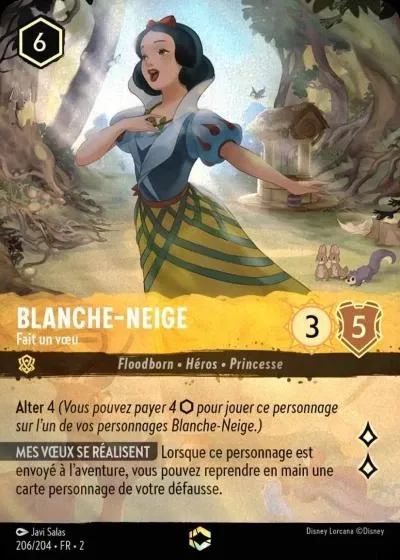 6
BLANCHE-NEIGE
Fait un vœu
3
5
Floodborn • Héros • Princesse
Alter 4 (Vous pouvez payer 4 pour jouer ce personnage
sur l'un de vos personnages Blanche-Neige.)
MES VŒUX SE RÉALISENT Lorsque ce personnage est
envoyé à l'aventure, vous pouvez reprendre en main une
carte personnage de votre défausse.
Javi Salas
206/204 • FR • 2
Disney Lorcana ©Disney